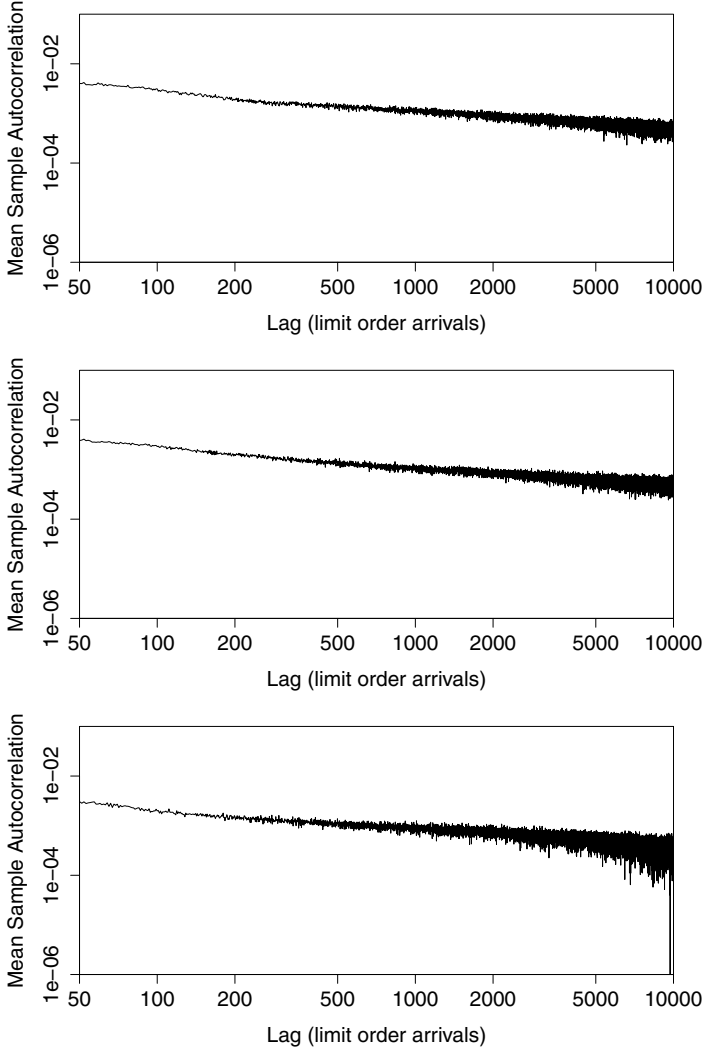 Mean Sample Autocorrelation
1e−02
1e−04
1e−06
50 100 200 500 1000 2000 5000 10000
Lag (limit order arrivals)
Mean Sample Autocorrelation
1e−02
1e−04
1e−06
50 100 200 500 1000 2000 5000 10000
Lag (limit order arrivals)
Mean Sample Autocorrelation
1e−02
1e−04
1e−06
50 100 200 500 1000 2000 5000 10000
Lag (limit order arrivals)